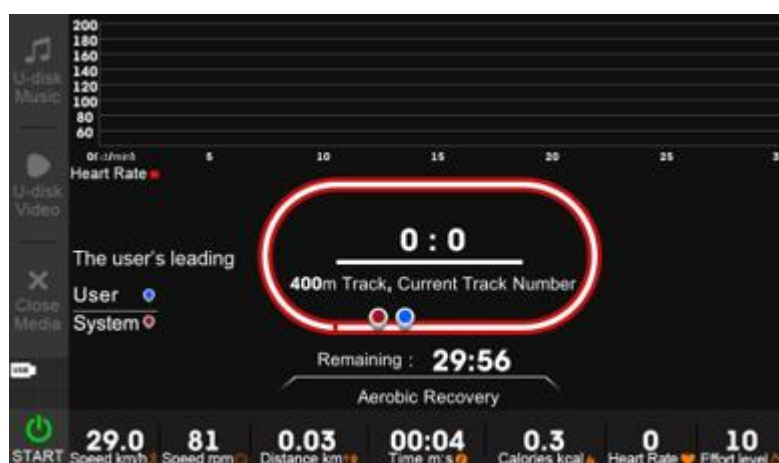 200
180
160
140
120
100
80
60
5 10 15 20 25
Heart Rate
U-disk
Music
U-disk
Video
Close
Media
USB
START
The user's leading
User
System
0 : 0
400m Track, Current Track Number
Remaining : 29:56
Aerobic Recovery
29.0 81 0.03 00:04 0.3 0 10
Speed km/h Speed rpm Distance km Time m:s Calories kcal Heart Rate Effort level